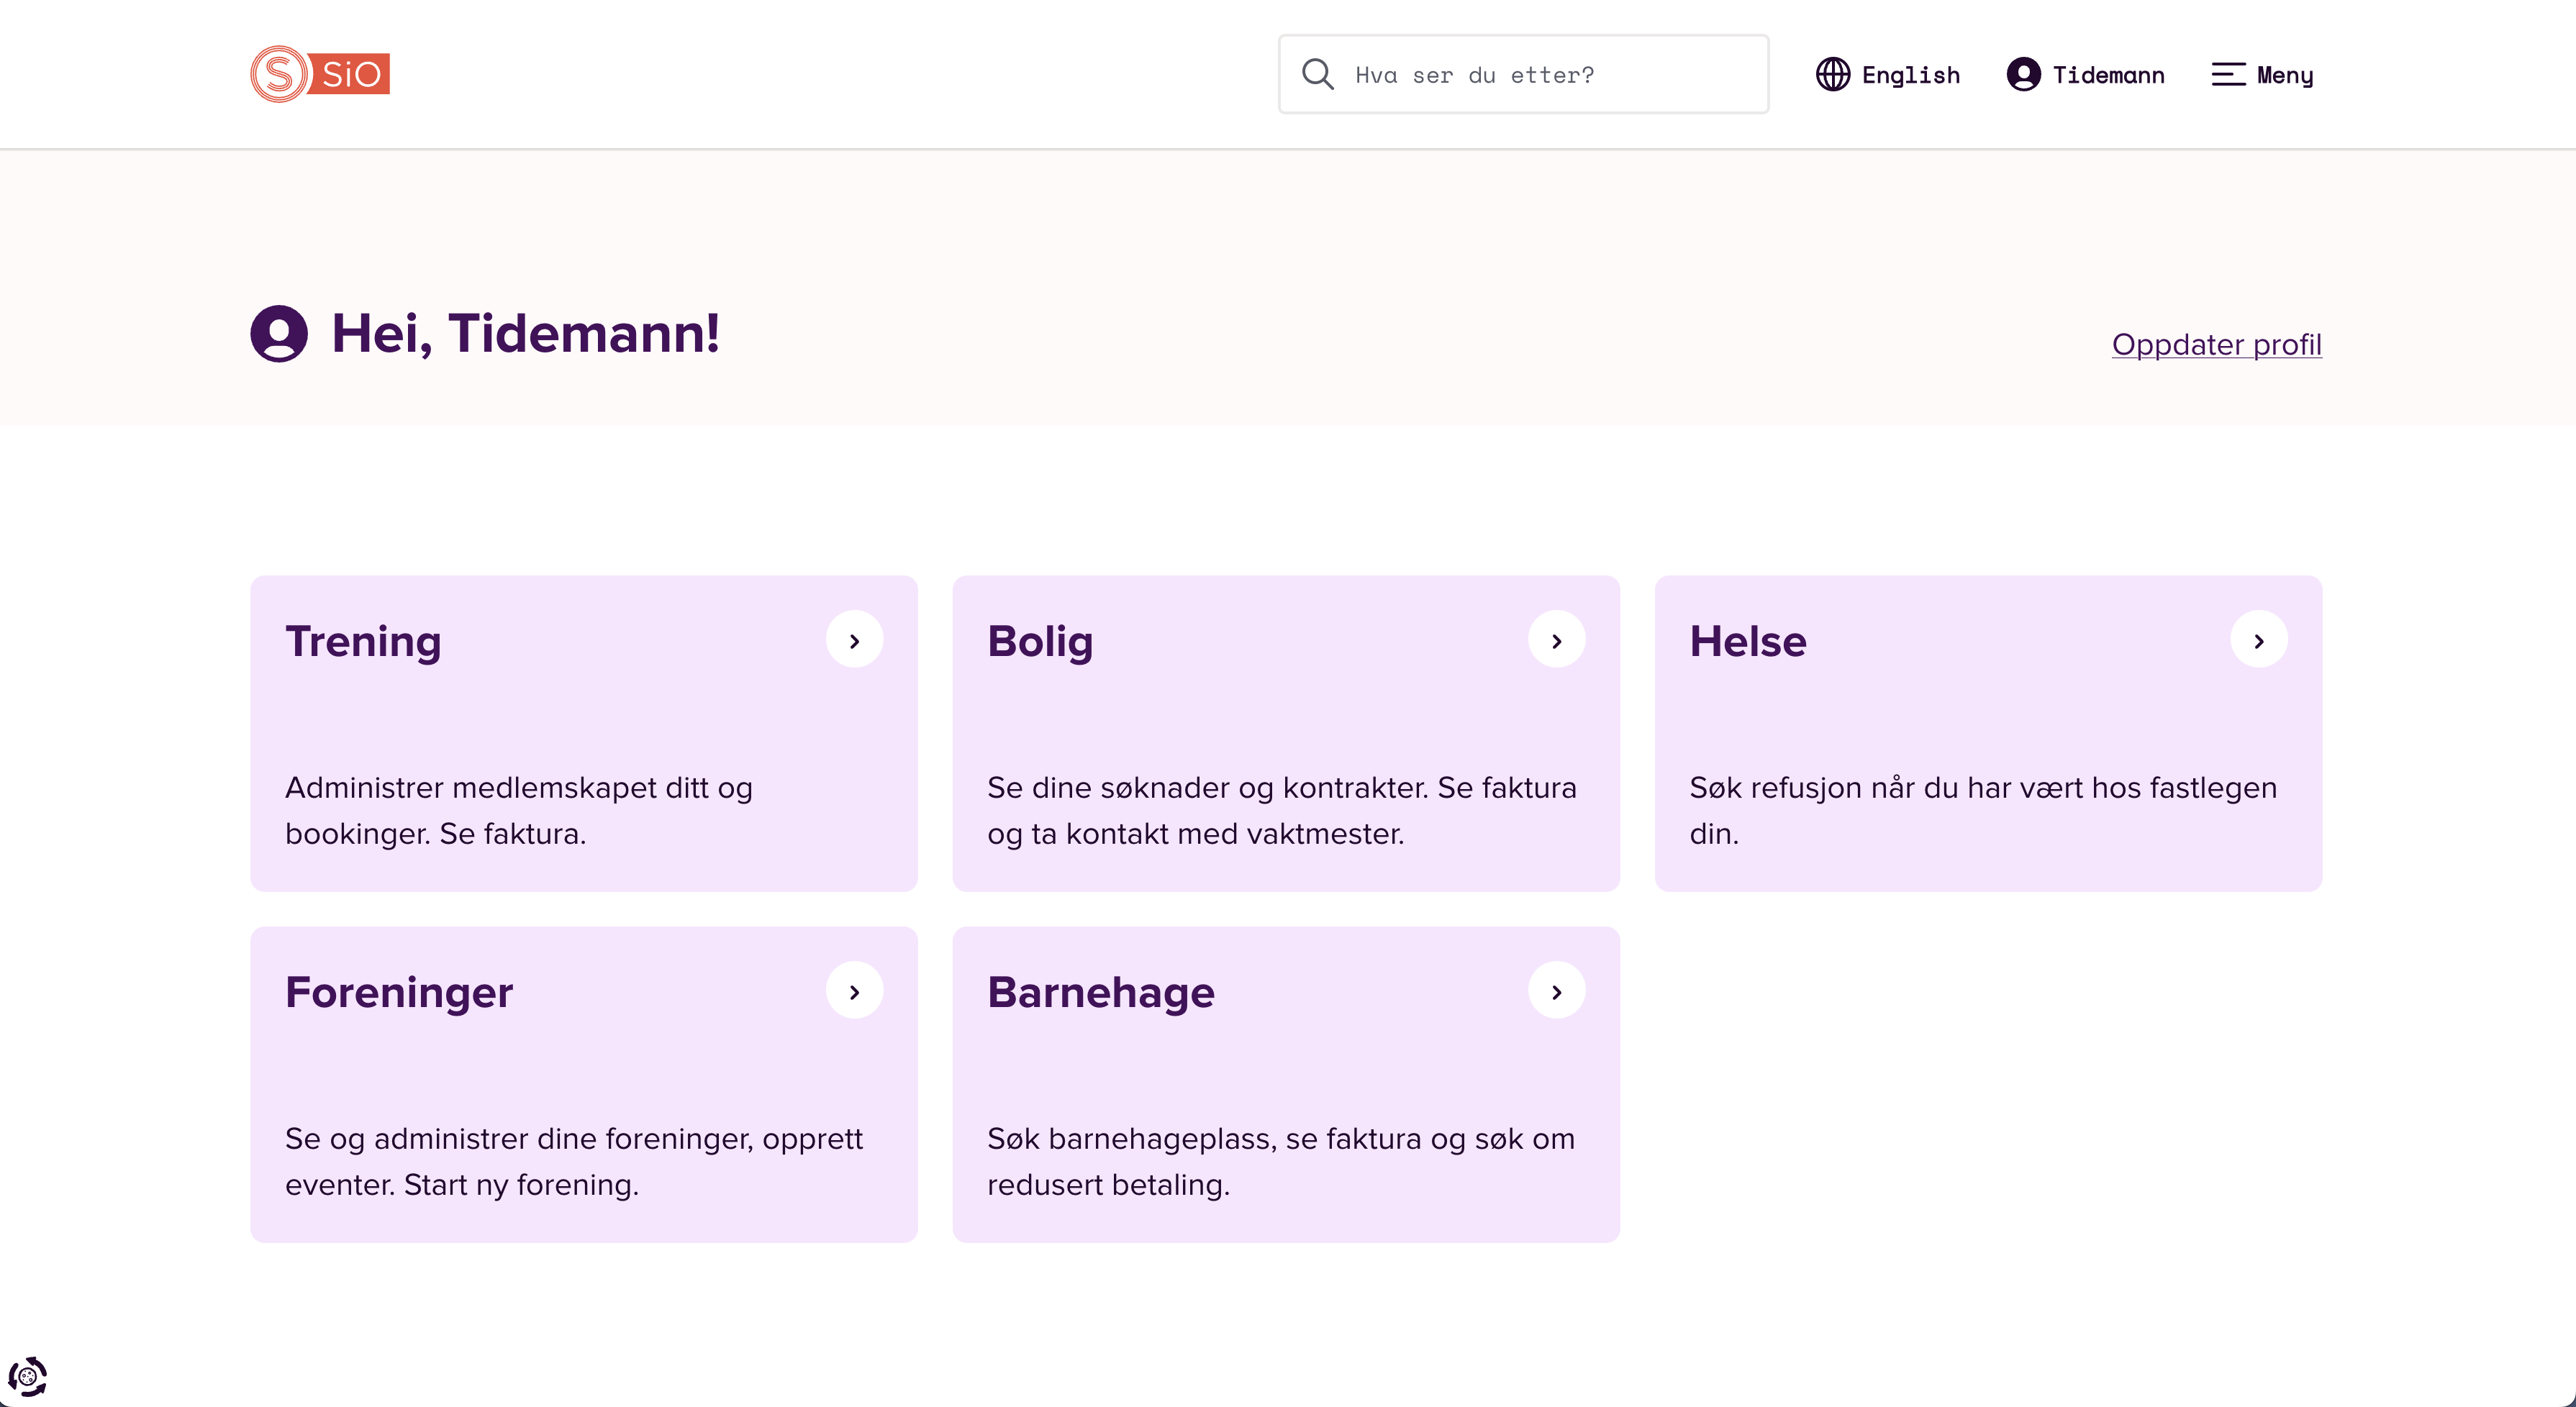 SiO
Hva ser du etter?
English
Tidemann
Meny
Hei, Tidemann!
Oppdater profil
Trening
Administrer medlemskapet ditt og
bookinger. Se faktura.
Bolig
Se dine søknader og kontrakter. Se faktura
og ta kontakt med vaktmester.
Helse
Søk refusjon når du har vært hos fastlegen
din.
Foreninger
Se og administrer dine foreninger, opprett
eventer. Start ny forening.
Barnehage
Søk barnehageplass, se faktura og søk om
redusert betaling.